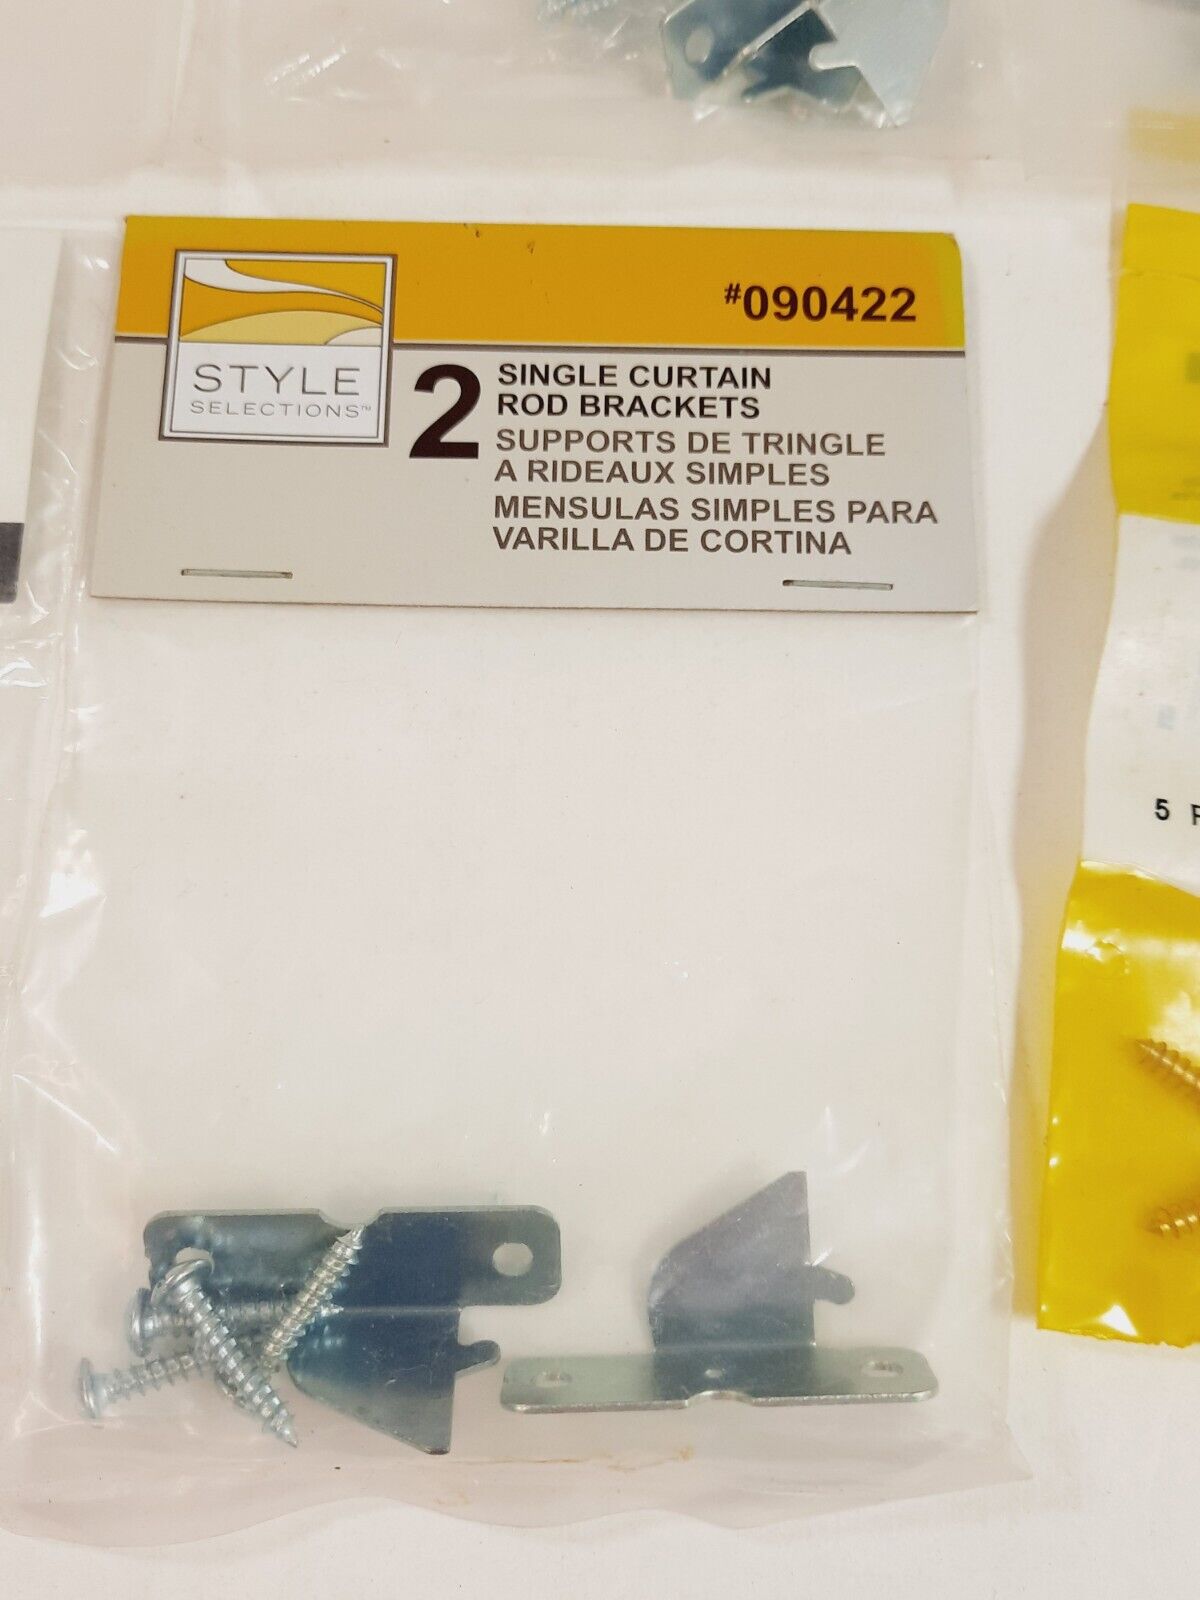 #090422
STYLE
SELECTIONS™
2
SINGLE CURTAIN
ROD BRACKETS
SUPPORTS DE TRINGLE
A RIDEAUX SIMPLES
MENSULAS SIMPLES PARA
VARILLA DE CORTINA
5